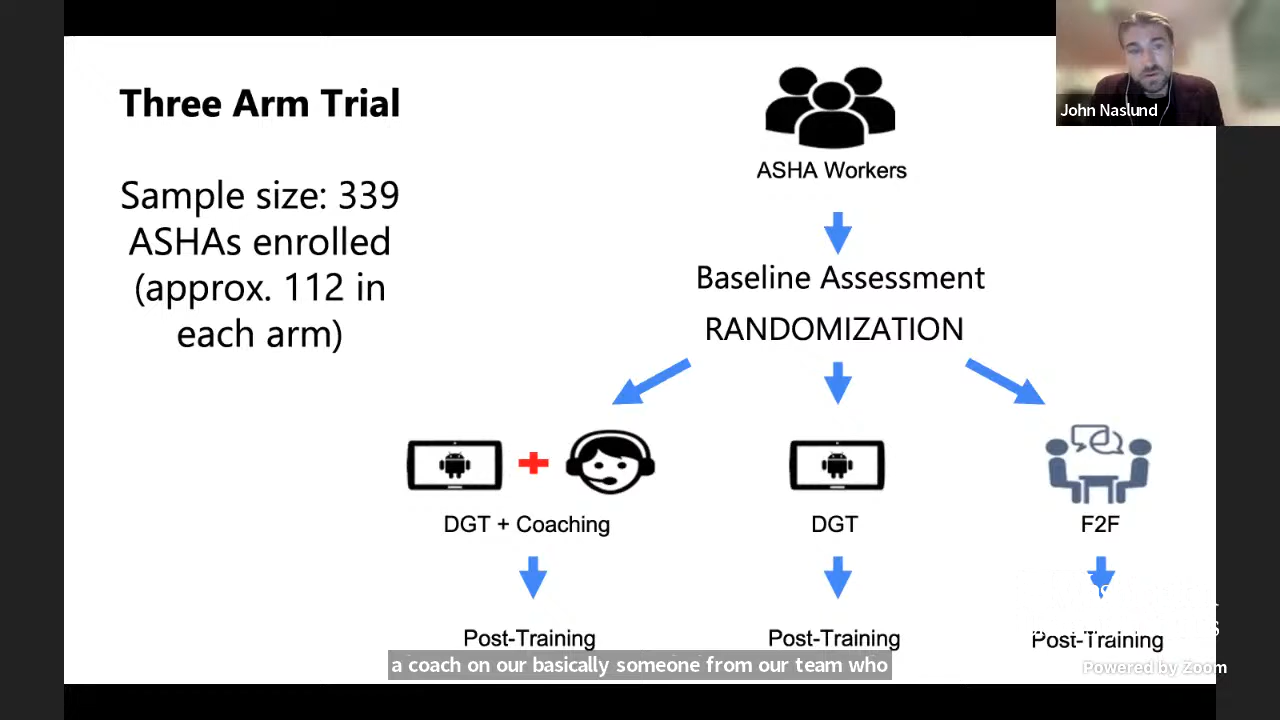 Three Arm Trial
Sample size: 339
ASHAs enrolled
(approx. 112 in
each arm)
John Naslund
ASHA Workers
Baseline Assessment
RANDOMIZATION
DGT + Coaching
DGT
F2F
Post-Training
Post-Training
Post-Training
a coach on our basically someone from our team who
Powered by Zoom